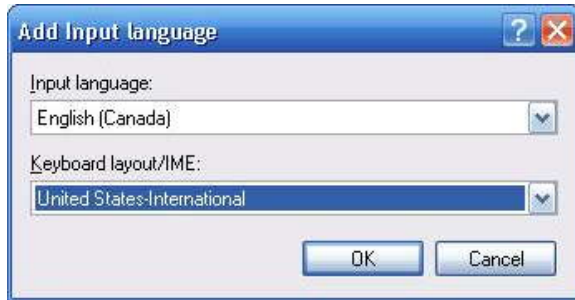 Add Input language
Input language:
English (Canada)
Keyboard layout/IME:
United States-International
OK Cancel